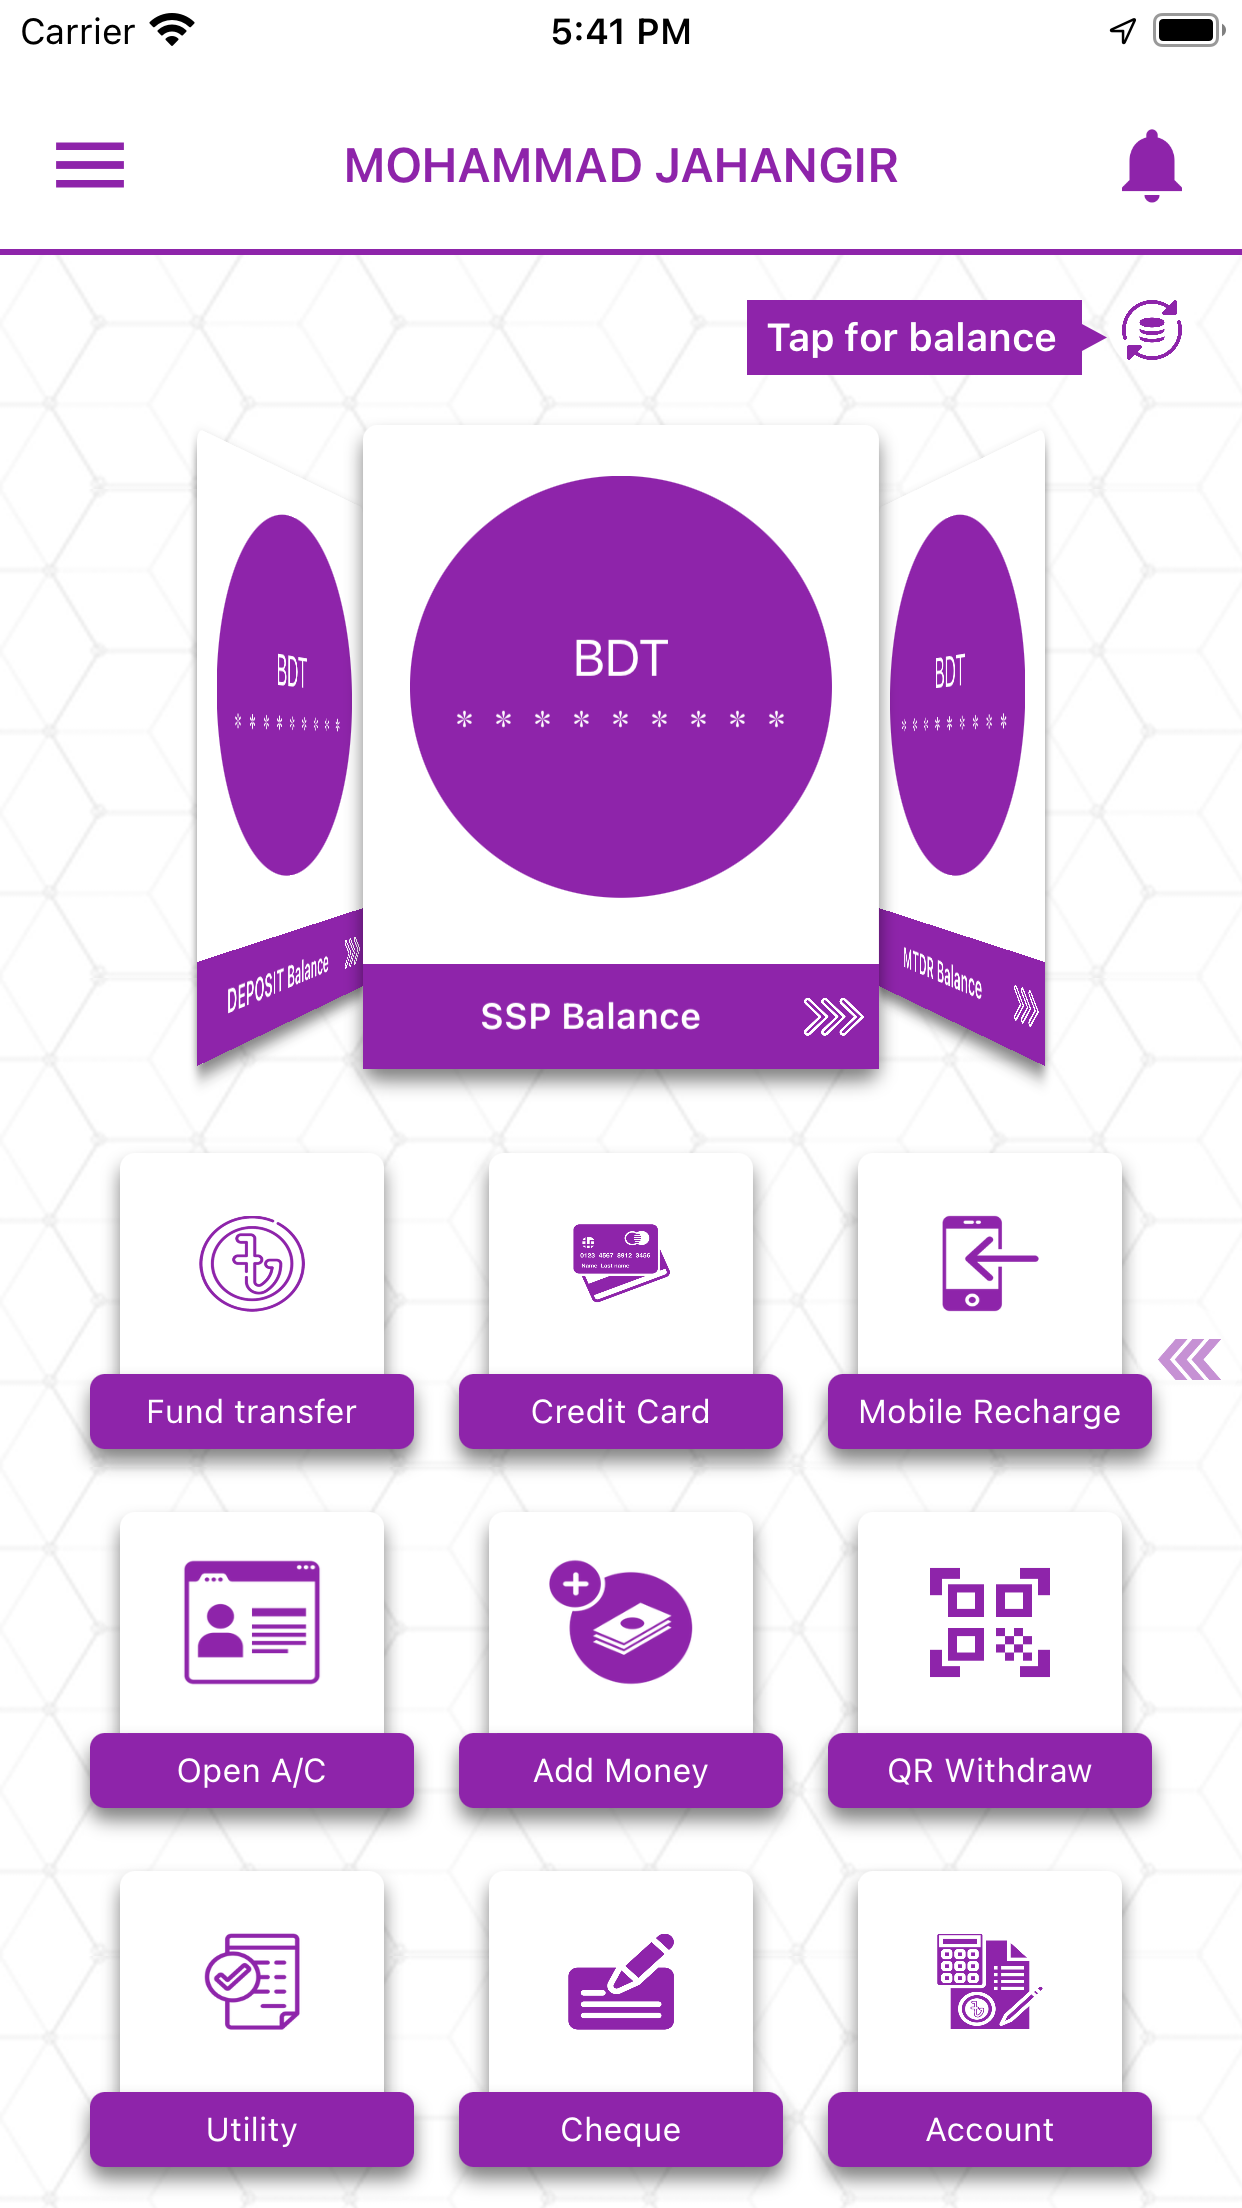 Carrier 5:41 PM
MOHAMMAD JAHANGIR
Tap for balance
BDT
* * * * * * * *
DEPOSIT Balance
BDT
* * * * * * * * *
SSP Balance
BDT
* * * * * * * *
MTDR Balance
0123 4567 8912 3456
Name Last name
Fund transfer
Credit Card
Mobile Recharge
Open A/C
Add Money
QR Withdraw
Utility
Cheque
Account